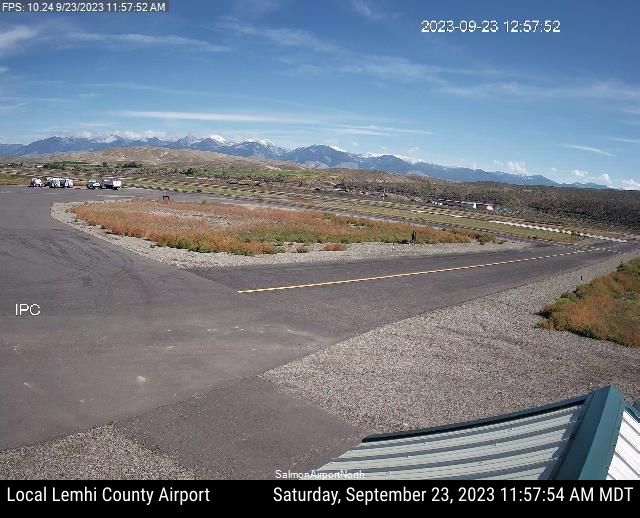 FPS: 10.24 9/23/2023 11:57:52 AM
2023-09-23 12:57:52
IPC
SalmonAirportNorth
Local Lemhi County Airport Saturday, September 23, 2023 11:57:54 AM MDT